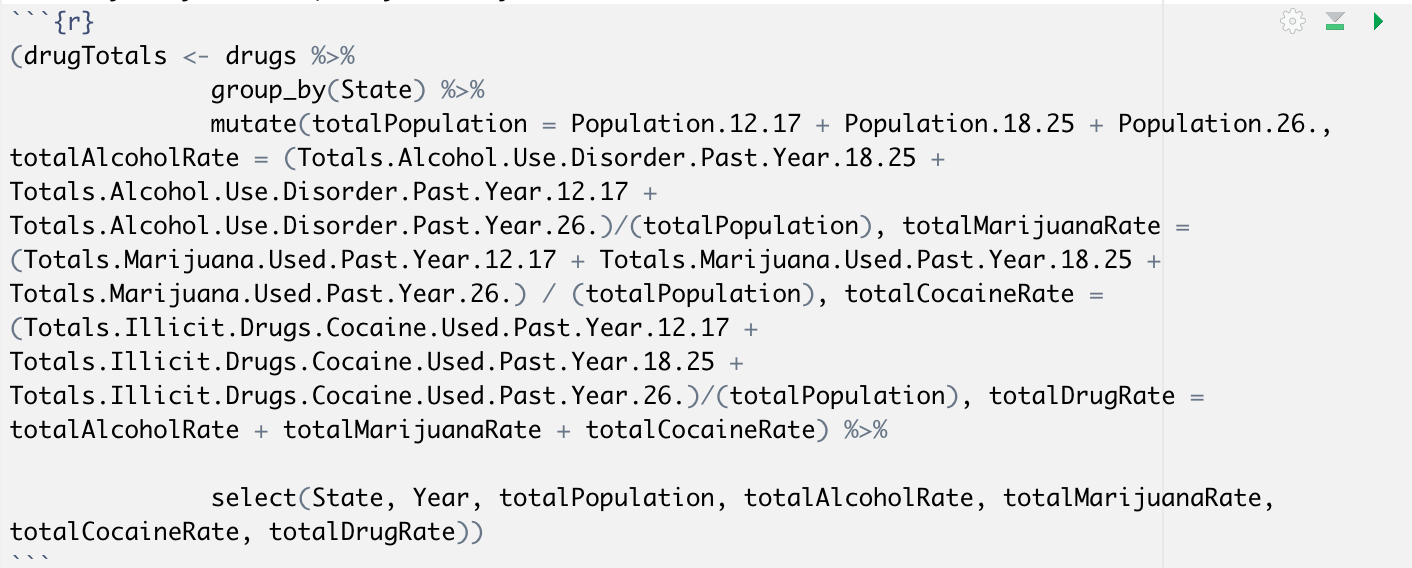 ```{r}
(drugTotals <- drugs %>%
group_by(State) %>%
mutate(totalPopulation = Population.12.17 + Population.18.25 + Population.26.,
totalAlcoholRate = (Totals.Alcohol.Use.Disorder.Past.Year.18.25 +
Totals.Alcohol.Use.Disorder.Past.Year.12.17 +
Totals.Alcohol.Use.Disorder.Past.Year.26.)/(totalPopulation), totalMarijuanaRate =
(Totals.Marijuana.Used.Past.Year.12.17 + Totals.Marijuana.Used.Past.Year.18.25 +
Totals.Marijuana.Used.Past.Year.26.) / (totalPopulation), totalCocaineRate =
(Totals.Illicit.Drugs.Cocaine.Used.Past.Year.12.17 +
Totals.Illicit.Drugs.Cocaine.Used.Past.Year.18.25 +
Totals.Illicit.Drugs.Cocaine.Used.Past.Year.26.)/(totalPopulation), totalDrugRate =
totalAlcoholRate + totalMarijuanaRate + totalCocaineRate) %>%
select(State, Year, totalPopulation, totalAlcoholRate, totalMarijuanaRate,
totalCocaineRate, totalDrugRate))
```